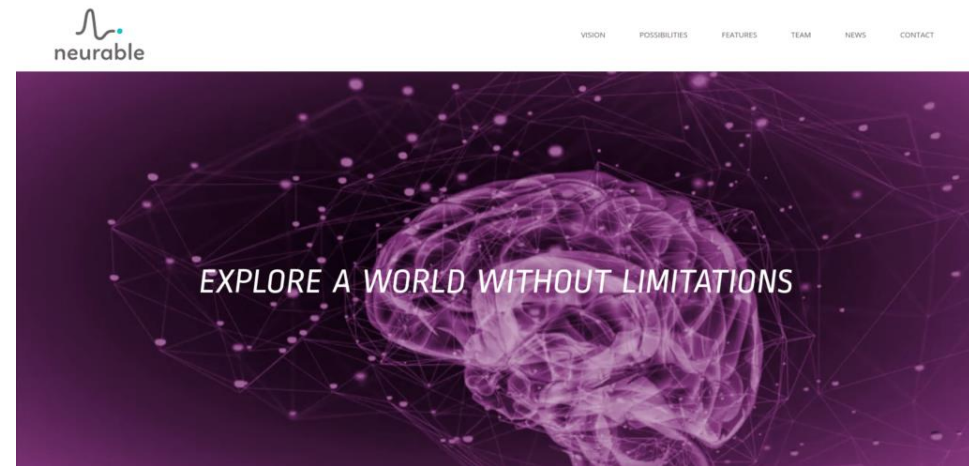 neurable
VISION POSSIBILITIES FEATURES TEAM NEWS CONTACT
EXPLORE A WORLD WITHOUT LIMITATIONS